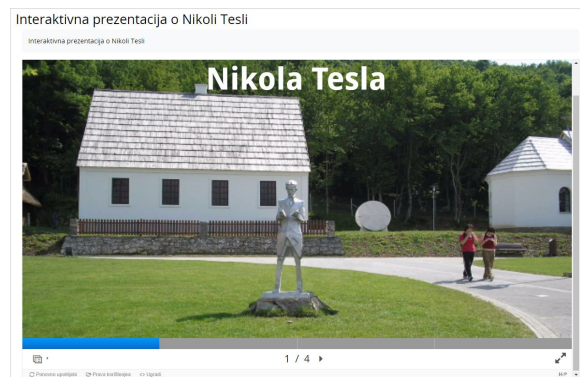 Interaktivna prezentacija o Nikoli Tesli
Interaktivna prezentacija o Nikoli Tesli
Nikola Tesla
1 / 4
Ponovno upotrijebi Prava korištenja <> Ugradi
H-P